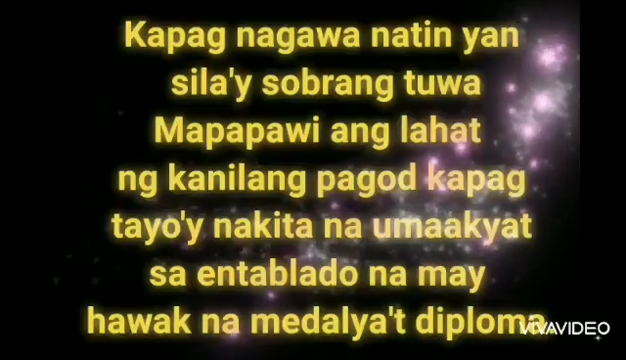 Kapag nagawa natin yan
sila'y sobrang tuwa
Mapapawi ang lahat
ng kanilang pagod kapag
tayo'y nakita na umaakyat
sa entablado na may
hawak na medalya't diploma
VIVAVIDEO